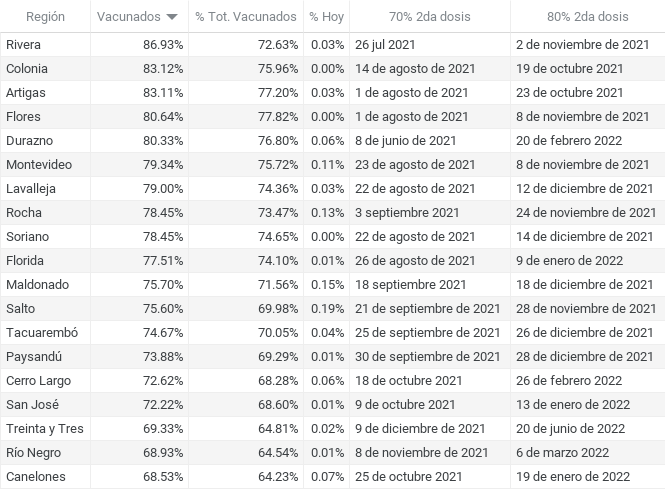 Región Vacunados % Tot. Vacunados % Hoy 70% 2da dosis 80% 2da dosis
Rivera 86.93% 72.63% 0.03% 26 jul 2021 2 de noviembre de 2021
Colonia 83.12% 75.96% 0.00% 14 de agosto de 2021 19 de octubre 2021
Artigas 83.11% 77.20% 0.03% 1 de agosto de 2021 23 de octubre 2021
Flores 80.64% 77.82% 0.00% 1 de agosto de 2021 8 de noviembre de 2021
Durazno 80.33% 76.80% 0.06% 8 de junio de 2021 20 de febrero 2022
Montevideo 79.34% 75.72% 0.11% 23 de agosto de 2021 8 de noviembre de 2021
Lavalleja 79.00% 74.36% 0.03% 22 de agosto de 2021 12 de diciembre de 2021
Rocha 78.45% 73.47% 0.13% 3 septiembre 2021 24 de noviembre de 2021
Soriano 78.45% 74.65% 0.00% 22 de agosto de 2021 14 de diciembre de 2021
Florida 77.51% 74.10% 0.01% 26 de agosto de 2021 9 de enero de 2022
Maldonado 75.70% 71.56% 0.15% 18 septiembre 2021 18 de diciembre de 2021
Salto 75.60% 69.98% 0.19% 21 de septiembre de 2021 28 de noviembre de 2021
Tacuarembó 74.67% 70.05% 0.04% 25 de septiembre de 2021 26 de diciembre de 2021
Paysandú 73.88% 69.29% 0.01% 30 de septiembre de 2021 28 de diciembre de 2021
Cerro Largo 72.62% 68.28% 0.06% 18 de octubre 2021 26 de febrero 2022
San José 72.22% 68.60% 0.01% 9 de octubre 2021 13 de enero de 2022
Treinta y Tres 69.33% 64.81% 0.02% 9 de diciembre de 2021 20 de junio de 2022
Río Negro 68.93% 64.54% 0.01% 8 de noviembre de 2021 6 de marzo 2022
Canelones 68.53% 64.23% 0.07% 25 de octubre 2021 19 de enero de 2022